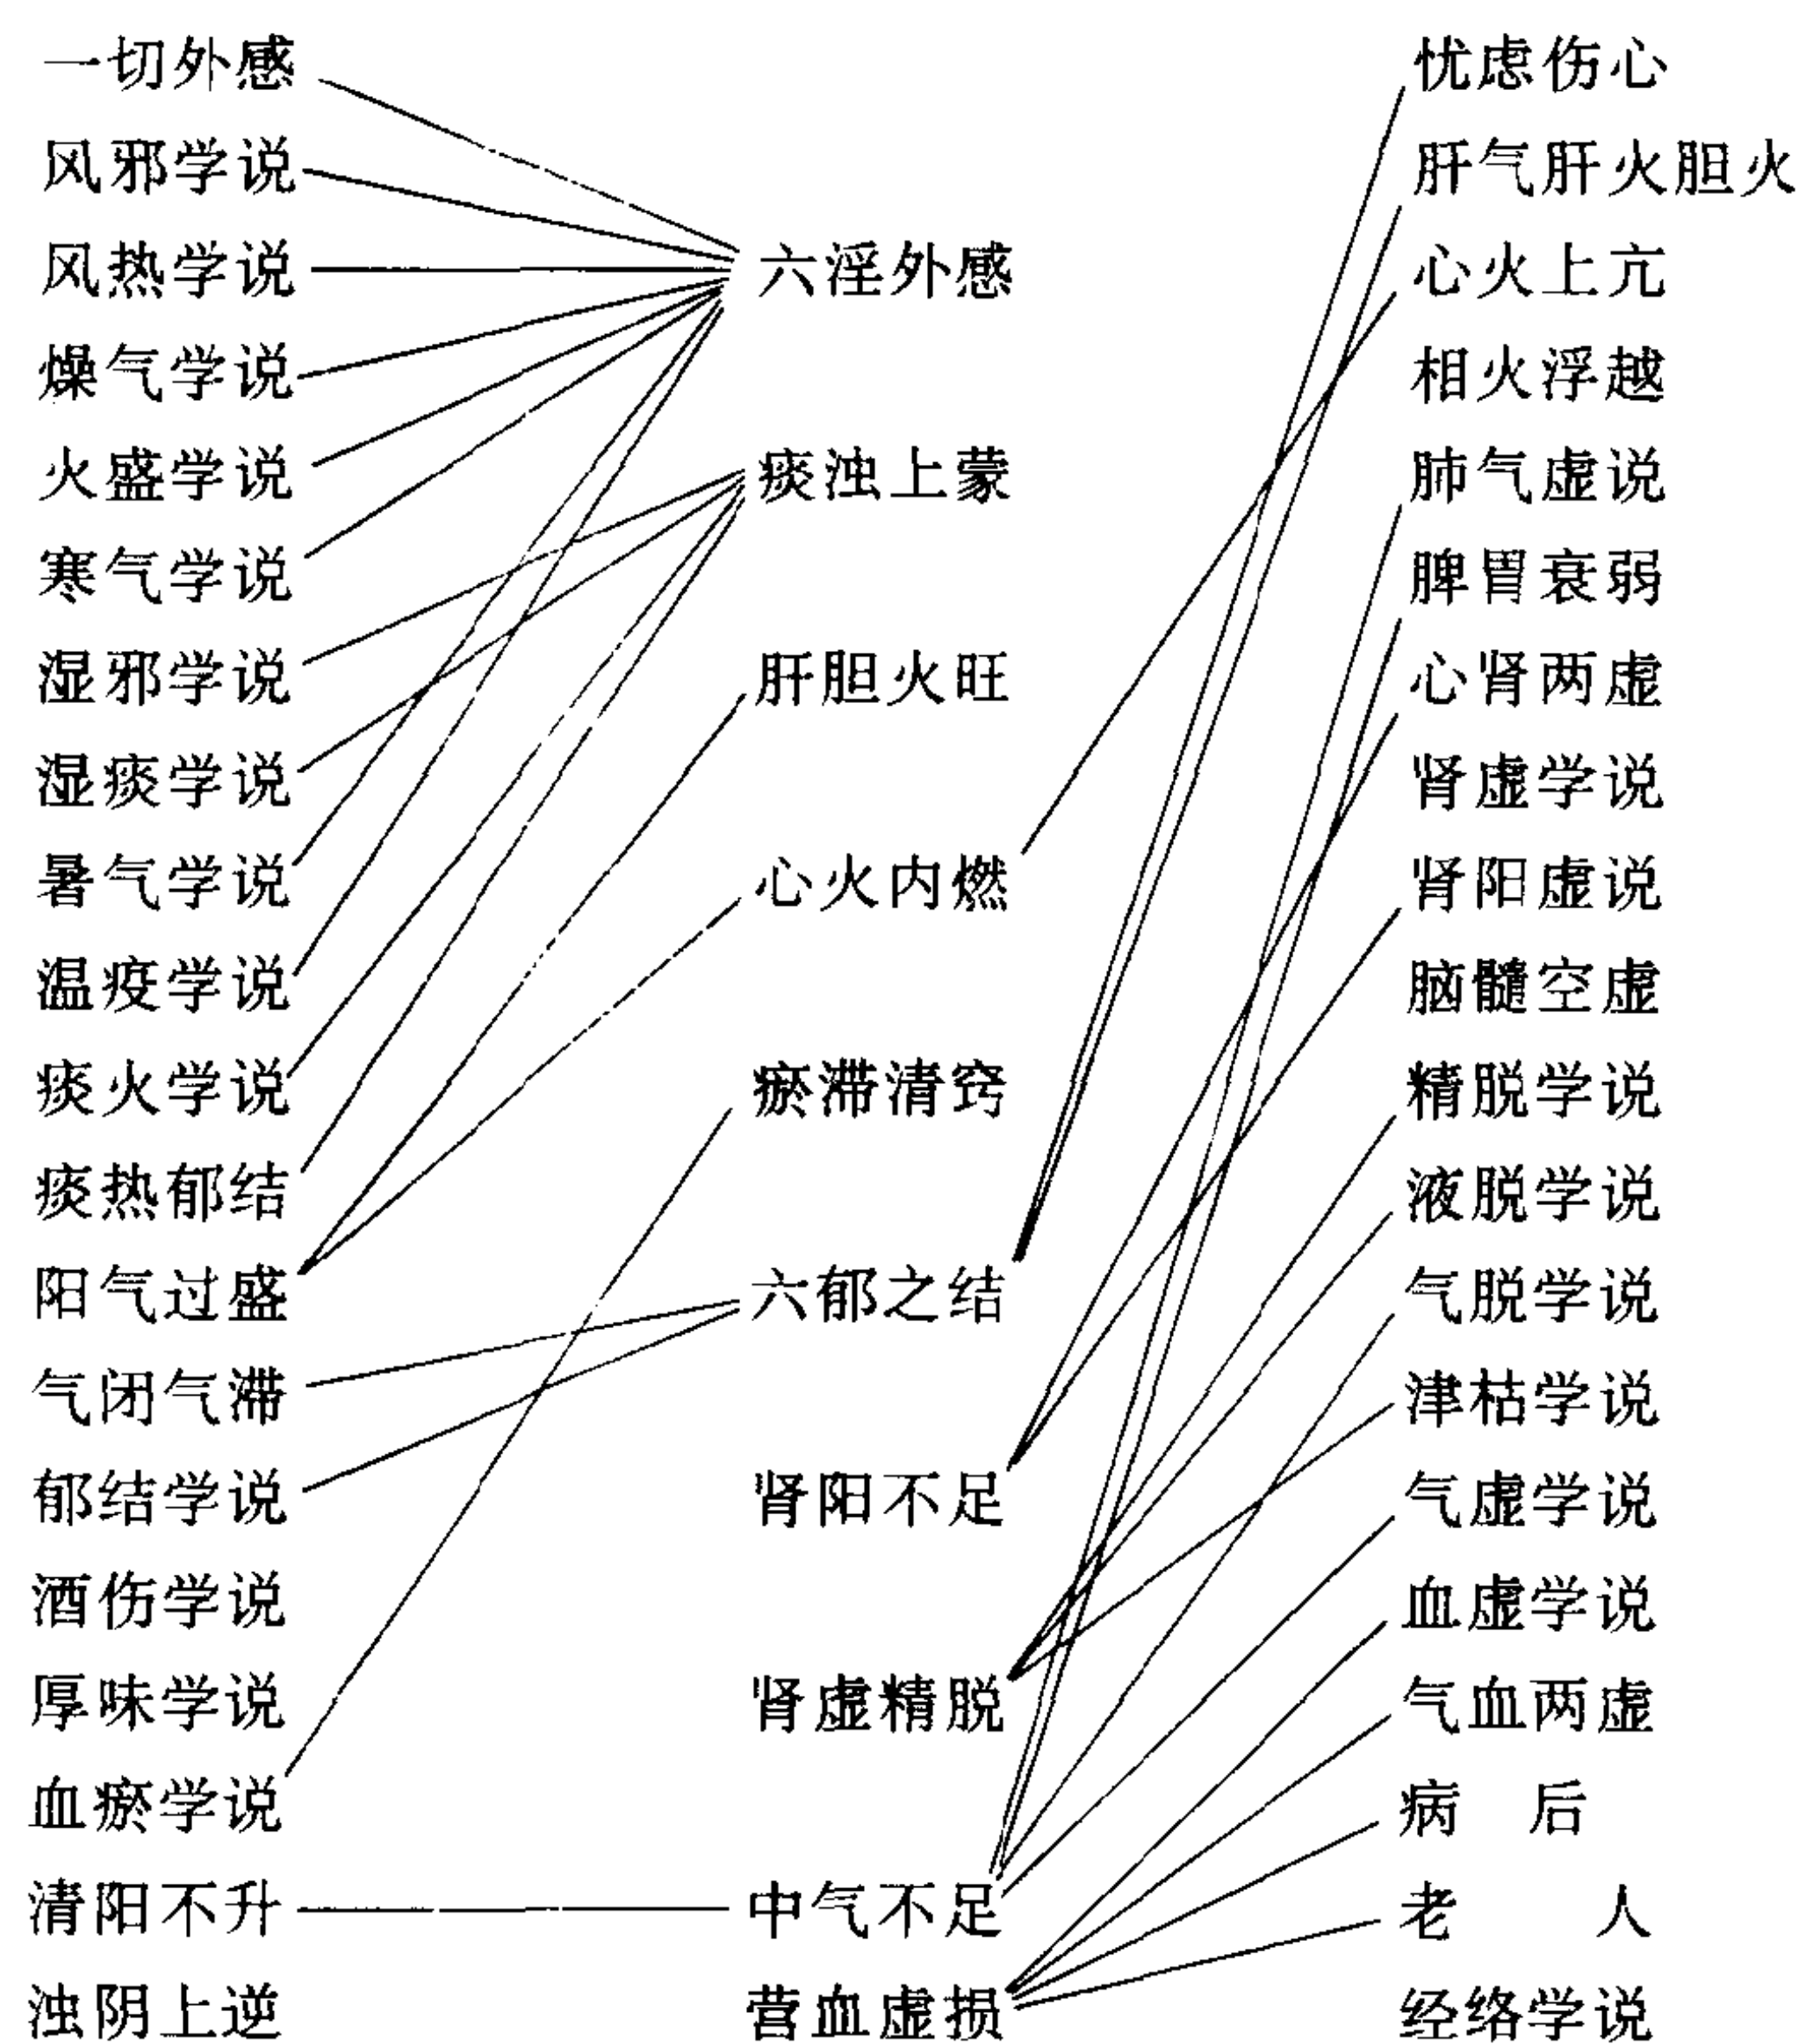 一切外感
风邪学说
风热学说
燥气学说
火盛学说
寒气学说
湿邪学说
湿痰学说
暑气学说
温疫学说
痰火学说
痰热郁结
阳气过盛
气闭气滞
郁结学说
酒伤学说
厚味学说
血瘀学说
清阳不升
浊阴上逆
六淫外感
痰浊上蒙
肝胆火旺
心火内燃
瘀滞清窍
六郁之结
肾阳不足
肾虚精脱
中气不足
营血虚损
忧虑伤心
肝气肝火胆火
心火上亢
相火浮越
肺气虚说
脾胃衰弱
心肾两虚
肾虚学说
肾阳虚说
脑髓空虚
精脱学说
液脱学说
气脱学说
津枯学说
气虚学说
血虚学说
气血两虚
病 后
老 人
经络学说